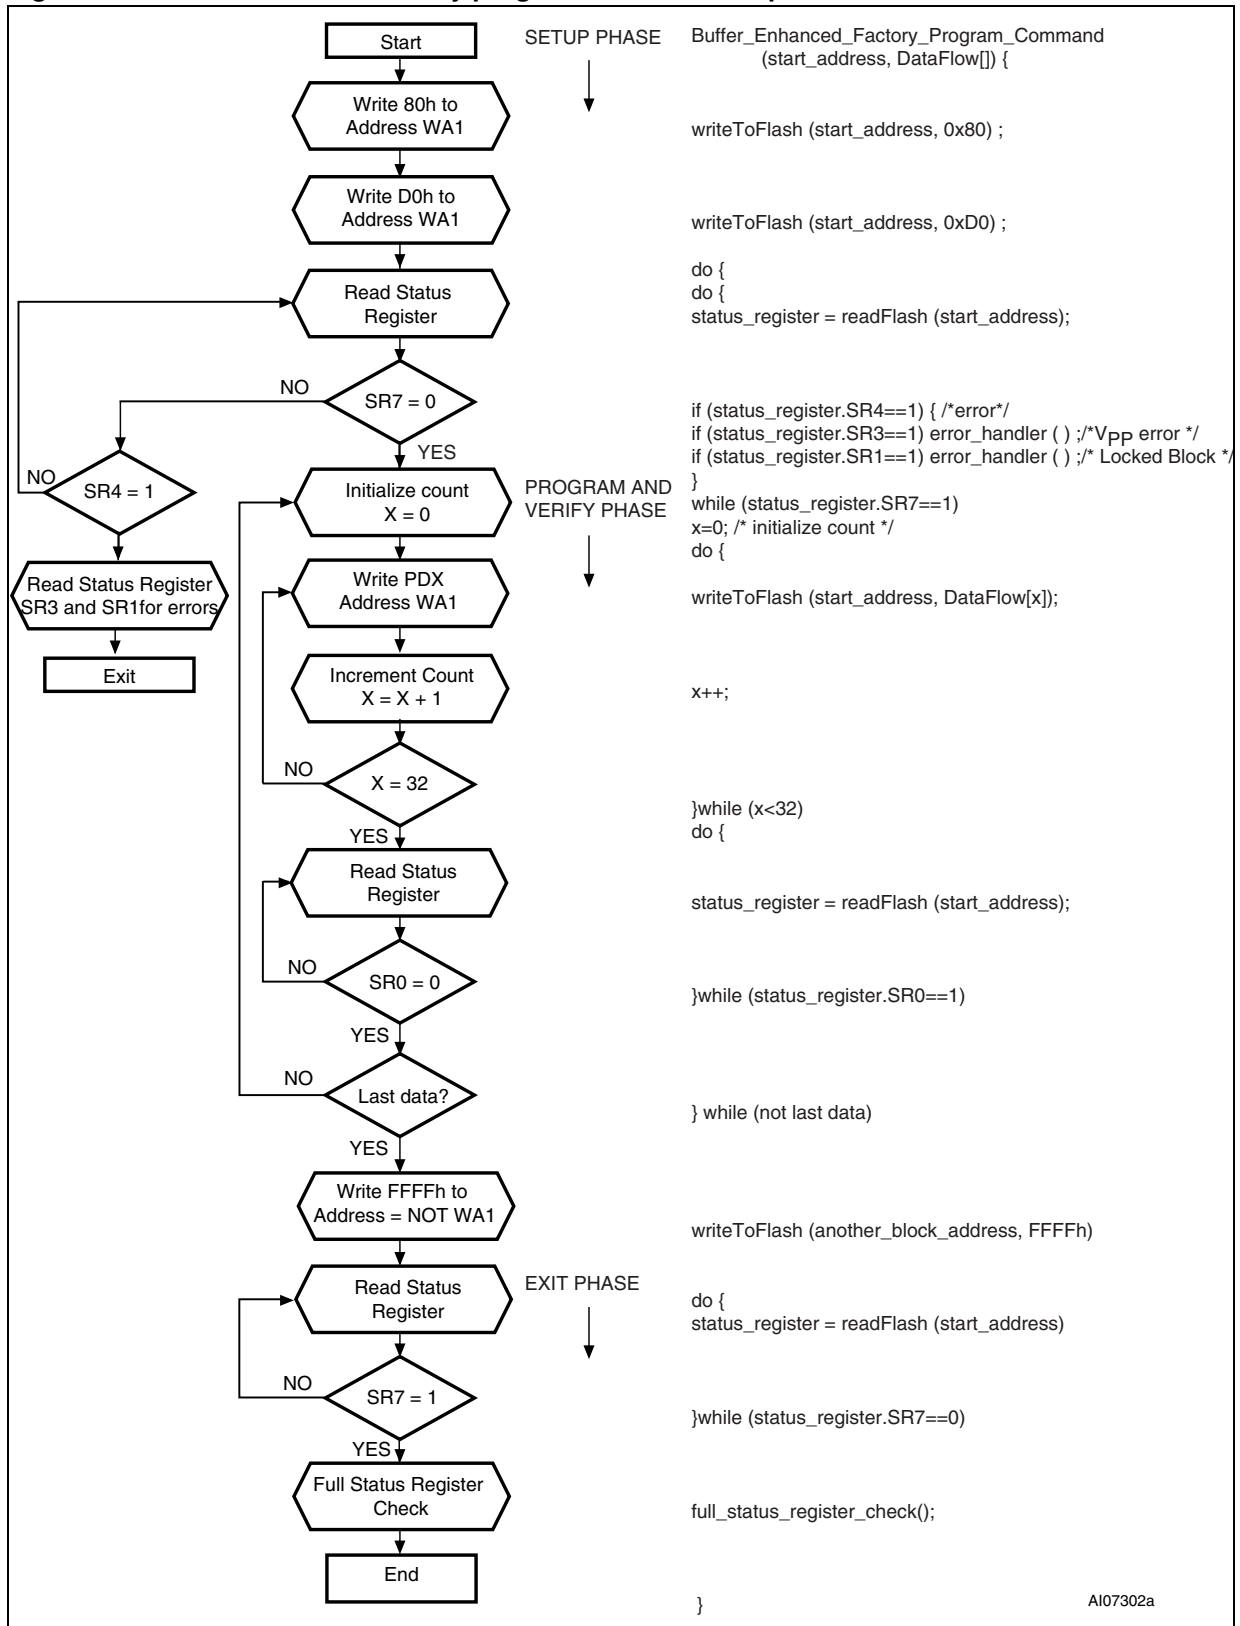 Start
Write 80h to
Address WA1
Write D0h to
Address WA1
Read Status
Register
NO
SR7 = 0
YES
NO
SR4 = 1
Read Status Register
SR3 and SR1for errors
Exit
Initialize count
X = 0
Write PDX
Address WA1
Increment Count
X = X + 1
NO
X = 32
YES
Read Status
Register
NO
SR0 = 0
YES
NO
Last data?
YES
Write FFFFh to
Address = NOT WA1
Read Status
Register
NO
SR7 = 1
YES
Full Status Register
Check
End
SETUP PHASE
PROGRAM AND
VERIFY PHASE
EXIT PHASE
Buffer_Enhanced_Factory_Program_Command
(start_address, DataFlow[]) {
writeToFlash (start_address, 0x80) ;
writeToFlash (start_address, 0xD0) ;
do {
do {
status_register = readFlash (start_address);
if (status_register.SR4==1) { /*error*/
if (status_register.SR3==1) error_handler ( ) ;/*VPP error */
if (status_register.SR1==1) error_handler ( ) ;/* Locked Block */
}
while (status_register.SR7==1)
x=0; /* initialize count */
do {
writeToFlash (start_address, DataFlow[x]);
x++;
}while (x<32)
do {
status_register = readFlash (start_address);
}while (status_register.SR0==1)
} while (not last data)
writeToFlash (another_block_address, FFFFh)
do {
status_register = readFlash (start_address)
}while (status_register.SR7==0)
full_status_register_check();
}
AI07302a